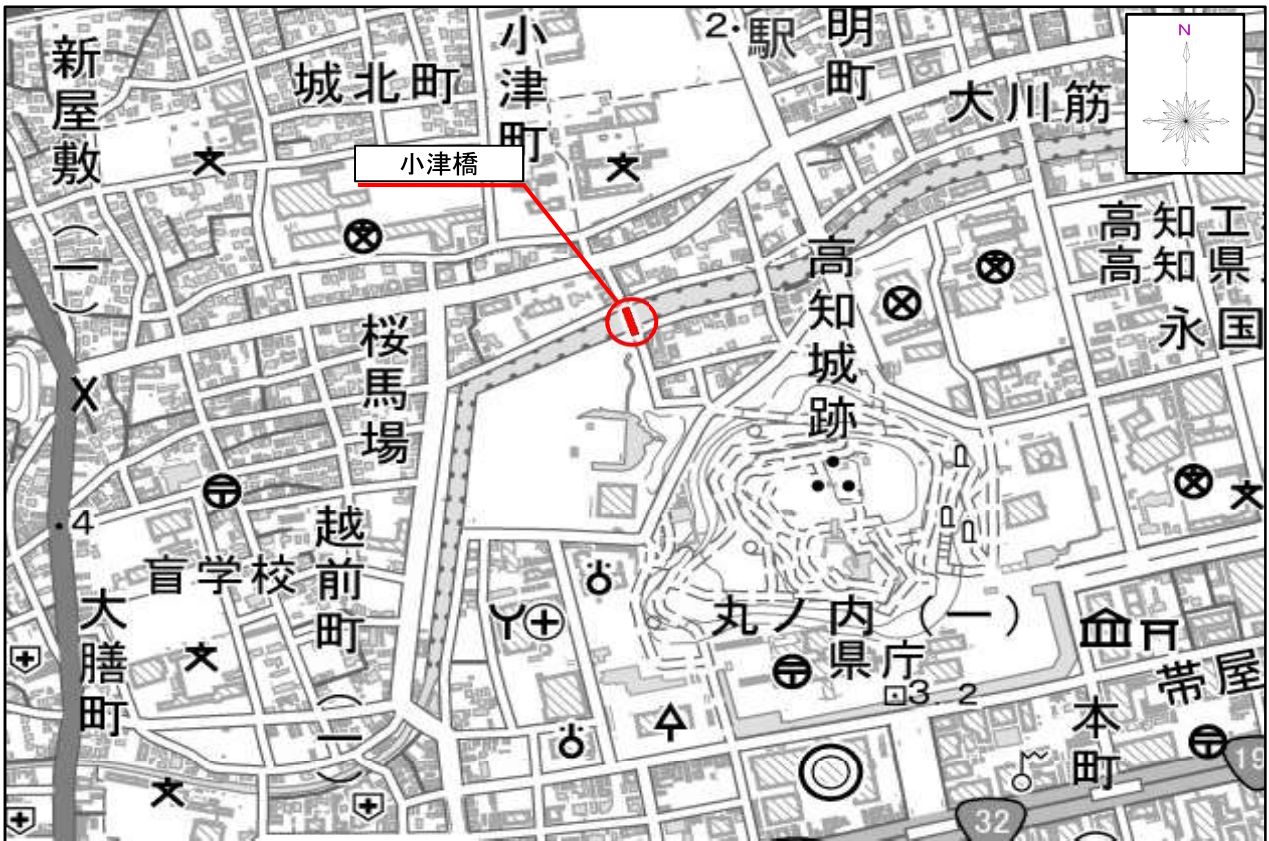 小津町
2
駅
明町
N
新屋敷（一）
城北町
大川筋
小津橋
高知工
高知県
永国
高知城跡
桜馬場
4
越前町（一）
盲学校
大膳町
丸ノ内（一）
県庁
3.2
帯屋
本町
19
32